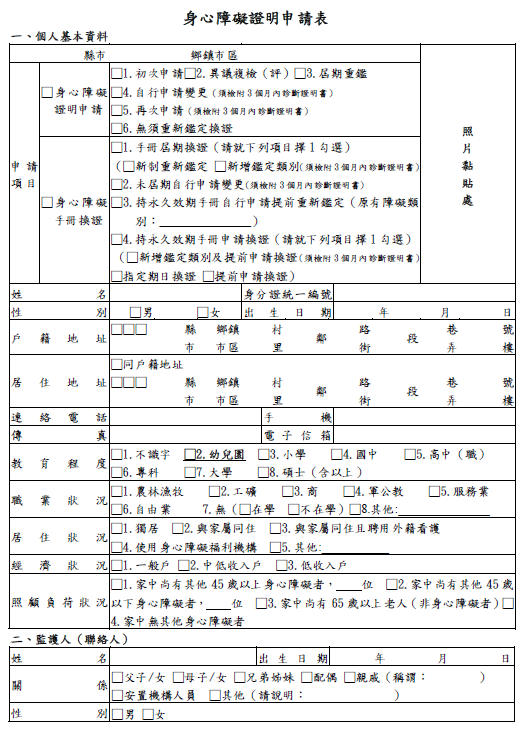 身心障礙證明申請表
一、個人基本資料
縣市 鄉鎮市區
申請項目
□身心障礙證明申請
□1.初次申請□2.異議複檢（評）□3.屆期重鑑
□4.自行申請變更（須檢附3個月內診斷證明書）
□5.再次申請（須檢附3個月內診斷證明書）
□6.無須重新鑑定換證
□身心障礙手冊換證
□1.手冊屆期換證（請就下列項目擇1勾選）
（□新制重新鑑定 □新增鑑定類別(須檢附3個月內診斷證明書)
□2.未屆期自行申請變更(須檢附3個月內診斷證明書)
□3.持永久效期手冊自行申請提前重新鑑定（原有障礙類
別：＿＿＿＿＿＿＿＿）
□4.持永久效期手冊申請換證（請就下列項目擇1勾選）
（□新增鑑定類別及提前申請換證(須檢附3個月內診斷證明書)
□指定期日換證 □提前申請換證）
照片黏貼處
姓名 身分證統一編號
性別 □男 □女 出生日期 年 月 日
戶籍地址 □□□ 縣 鄉鎮 村 鄰 路 段 巷 號
市 市區 里 街 弄 樓
居住地址 □同戶籍地址
□□□ 縣 鄉鎮 村 鄰 路 段 巷 號
市 市區 里 街 弄 樓
連絡電話 手機
傳真 電子信箱
教育程度 □1.不識字 □2.幼兒園 □3.小學 □4.國中 □5.高中（職）
□6.專科 □7.大學 □8.碩士（含以上）
職業狀況 □1.農林漁牧 □2.工礦 □3.商 □4.軍公教 □5.服務業
□6.自由業 7.無（□在學 □不在學）□8.其他:＿＿＿＿＿＿
居住狀況 □1.獨居 □2.與家屬同住 □3.與家屬同住且聘用外籍看護
□4.使用身心障礙福利機構 □5.其他:＿＿＿＿
經濟狀況 □1.一般戶 □2.中低收入戶 □3.低收入戶
照顧負荷狀況 □1.家中尚有其他45歲以上身心障礙者，＿＿位 □2.家中尚有其他45歲
以下身心障礙者，＿＿位 □3.家中尚有65歲以上老人（非身心障礙者）□
4.家中無其他身心障礙者
二、監護人（聯絡人）
姓名 出生日期 年 月 日
關係 □父子/女 □母子/女 □兄弟姊妹 □配偶 □親戚（稱謂： ）
□安置機構人員 □其他（請說明： ）
性別 □男 □女